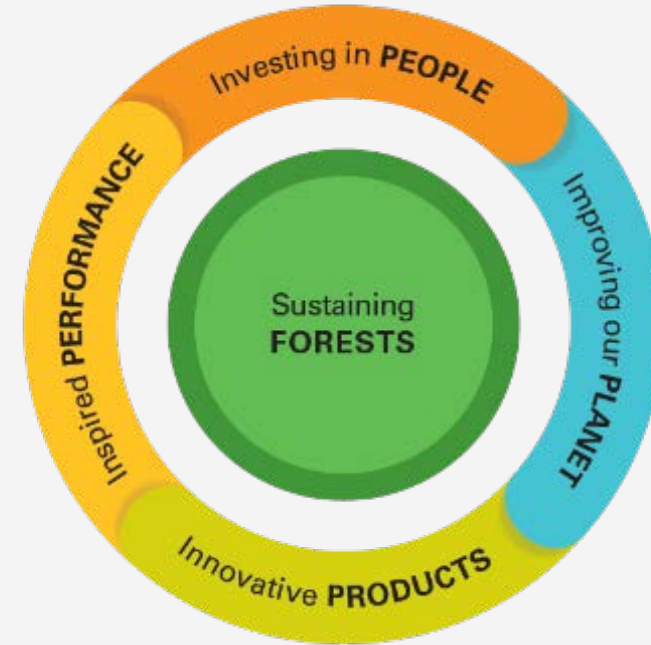 Investing in PEOPLE
Improving our PLANET
Innovative PRODUCTS
Inspired PERFORMANCE
Sustaining
FORESTS